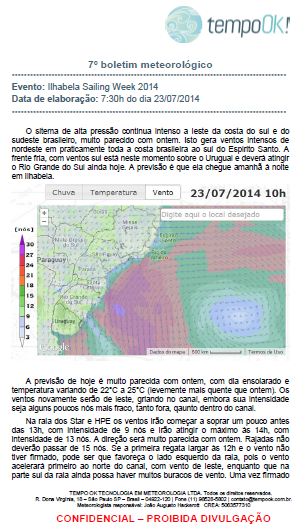 tempoOK!
7º boletim meteorológico
Evento: Ilhabela Sailing Week 2014
Data de elaboração: 7:30h do dia 23/07/2014
O sitema de alta pressão continua intenso a leste da costa do sul e do
sudeste brasileiro, muito parecido com ontem. Isto gera ventos intensos de
nordeste em praticamente toda a costa brasileira ao sul do Espirito Santo. A
frente fria, com ventos sul está neste momento sobre o Urugual e deverá atingir
o Rio Grande do Sul ainda hoje. A previsão é que ela chegue amanhã à noite
em Ilhabela.
Chuva Temperatura Vento 23/07/2014 10h
Digite aqui o local desejado
[nós]
30
27
24
21
18
15
12
9
6
3
Paraguay
Uruguay
Google
Dados do mapa 500 km Termos de Uso
A previsão de hoje é muito parecida com ontem, com dia ensolarado e
temperatura variando de 22°C a 25°C (levemente mais quente que ontem). Os
ventos novamente serão de leste, griando no canal, embora sua intensidade
seja alguns poucos nós mais fraco, tanto fora, qaunto dentro do canal.
Na raia dos Star e HPE os ventos irão começar a soprar um pouco antes
das 13h, com intensidade de 9 nós e irão atingir o máximo às 14h, com
intensidade de 13 nós. A direção será muito parecida com ontem. Rajadas não
deverão passar de 15 nós. Se a primeira regata largar às 12h e o vento não
tiver firmado, pode ser que favoreça o lado esquerdo da raia, pois o vento
acelerará primeiro ao norte do canal, com vento de leste, enquanto que na
parte sul da raia ainda possa haver muitos buracos de vento. Uma vez firmado
TEMPO OK TECNOLOGIA EM METEOROLOGIA LTDA. Todos os direitos reservados.
R. Dona Virginia, 18 – São Paulo SP – Brasil – 04922-120 | Fone (11) 98528-5802 | contato@tempook.com.br.
Meteorologista responsável: João Augusto Hackerott CREA: 5063577310
CONFIDENCIAL – PROIBIDA DIVULGAÇÃO